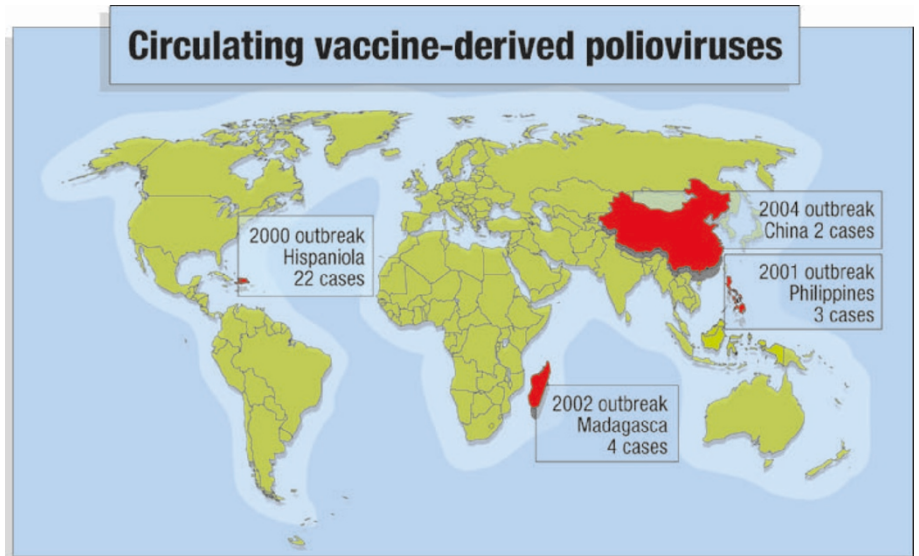 Circulating vaccine-derived polioviruses
2000 outbreak
Hispaniola
22 cases
2004 outbreak
China 2 cases
2001 outbreak
Philippines
3 cases
2002 outbreak
Madagasca
4 cases